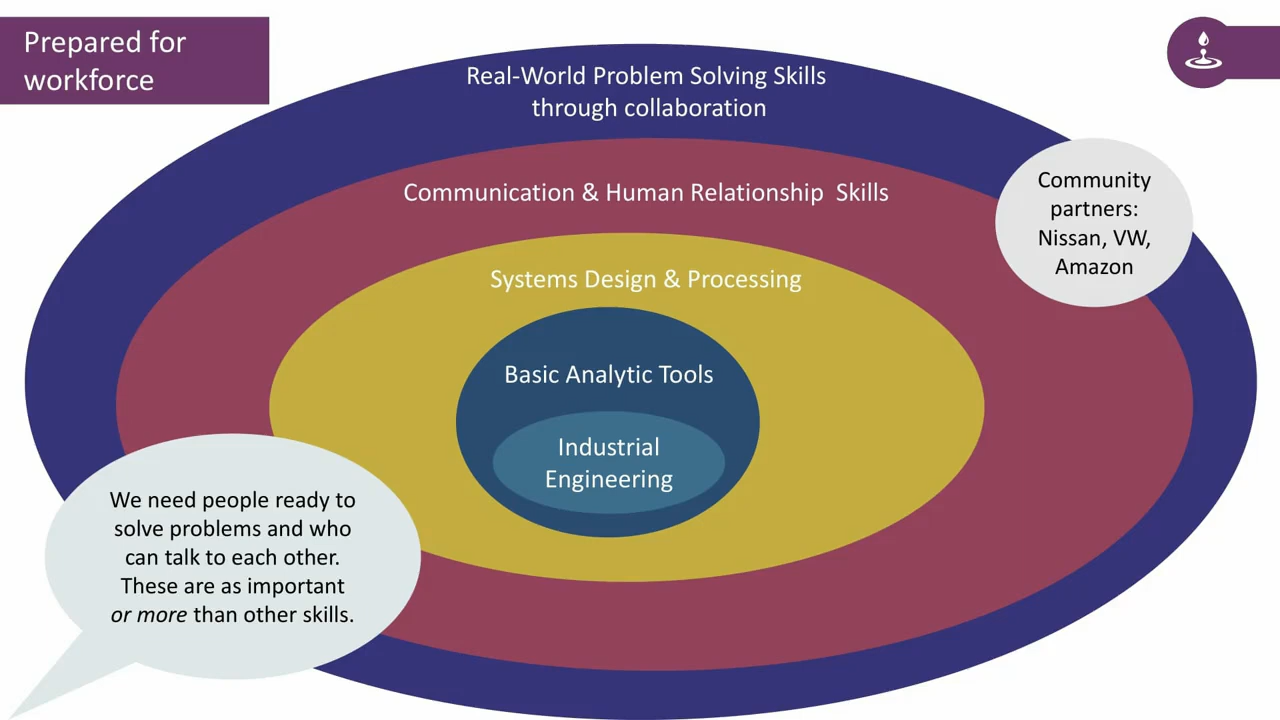 Prepared for
workforce
Real-World Problem Solving Skills
through collaboration
Communication & Human Relationship  Skills
Community
partners:
Nissan, VW,
Amazon
Systems Design & Processing
Basic Analytic Tools
Industrial
Engineering
We need people ready to
solve problems and who
can talk to each other.
These are as important
or more than other skills.